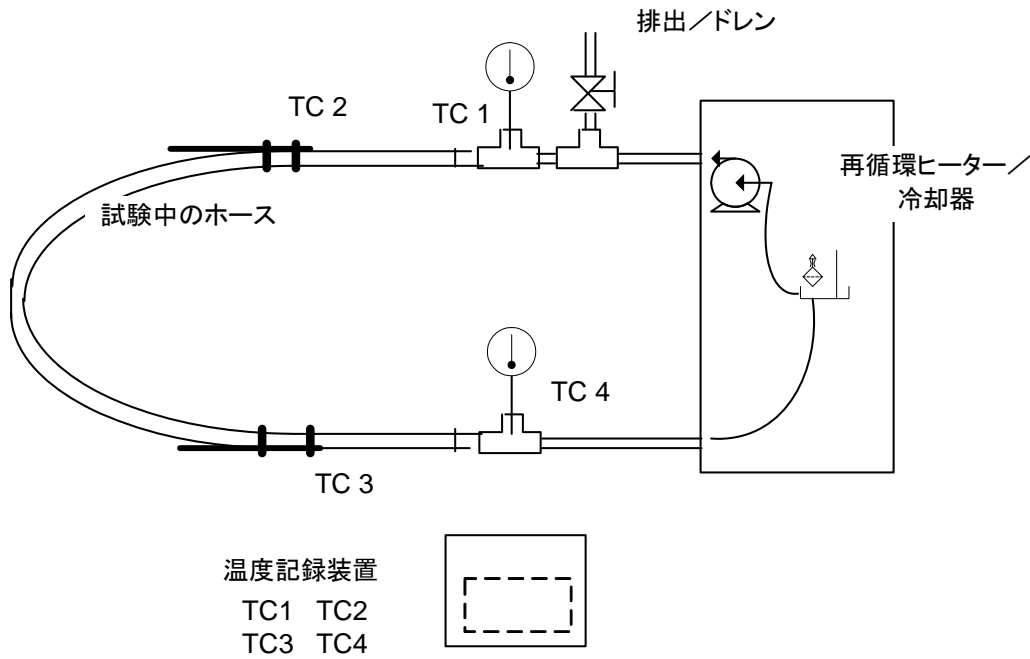 排出／ドレン
TC 2
TC 1
再循環ヒーター／
冷却器
試験中のホース
TC 4
TC 3
温度記録装置
TC1 TC2
TC3 TC4